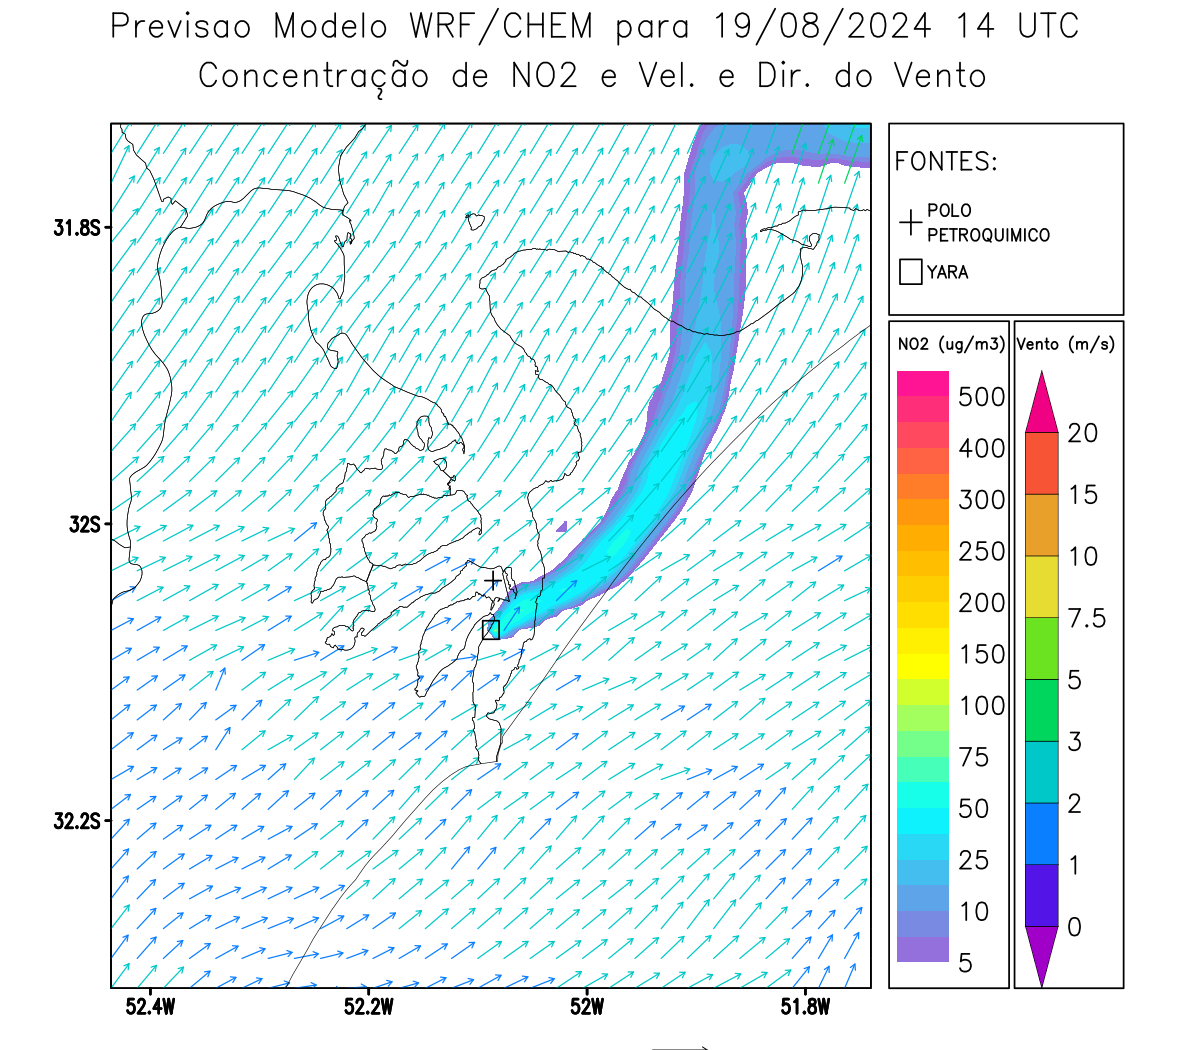 Previsao Modelo WRF/CHEM para 19/08/2024 14 UTC
Concentração de NO2 e Vel. e Dir. do Vento
FONTES:
POLO
PETROQUIMICO
YARA
NO2 (ug/m3)
500
400
300
250
200
150
100
75
50
25
10
5
Vento (m/s)
20
15
10
7.5
5
3
2
1
0
31.8S
32S
32.2S
52.4W
52.2W
52W
51.8W